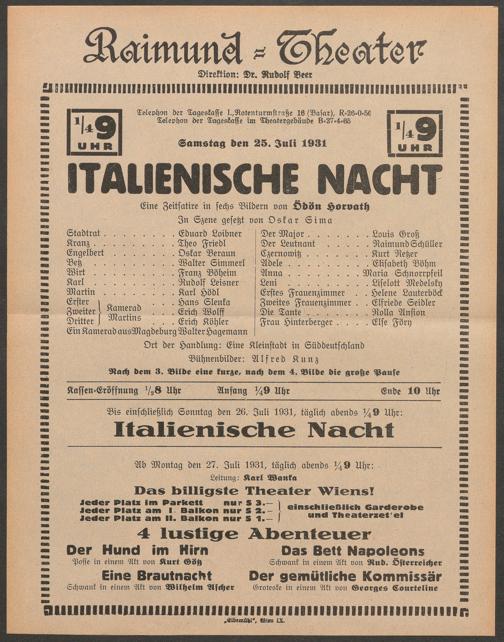 Raimund-Theater
Direktion: Dr. Rudolf Beer
1/4 9 UHR
Telephon der Tageskasse I., Rotenturmstraße 16 (Basar), R-26-0-50
Telephon der Tageskasse im Theatergebäude B-27-4-65
1/4 9 UHR
Samstag den 25. Juli 1931
ITALIENISCHE NACHT
Eine Zeitsatire in sechs Bildern von Ödön Horvath
In Szene gesetzt von Oskar Sima
Stadtrat . . . . . . . . Eduard Loibner
Kranz . . . . . . . . . Theo Friedl
Engelbert . . . . . . . Oskar Beraun
Betz . . . . . . . . . . Walter Simmerl
Wirt . . . . . . . . . . Franz Böheim
Karl . . . . . . . . . . Rudolf Leisner
Martin . . . . . . . . . Karl Hödl
Erster } Kamerad Martins . . . . Hans Slenka
Zweiter } Kamerad Martins . . . . Erich Wolff
Dritter } Kamerad Martins . . . . Erich Köhler
Ein Kamerad aus Magdeburg Walter Hagemann
Der Major . . . . . . . Louis Groß
Der Leutnant . . . . Raimund Schüller
Czernowitz . . . . . . Kurt Retzer
Adele . . . . . . . . . Elisabeth Böhm
Anna . . . . . . . Maria Schnorrpfeil
Leni . . . . . . . . Liselott Medelsky
Erstes Frauenzimmer . . Helene Lauterböck
Zweites Frauenzimmer . . Elfriede Seidler
Die Tante . . . . . . . Rolla Ansion
Frau Hinterberger . . . . Else Föry
Ort der Handlung: Eine Kleinstadt in Süddeutschland
Bühnenbilder: Alfred Kunz
Nach dem 3. Bilde eine kurze, nach dem 4. Bilde die große Pause
Kassen-Eröffnung 1/28 Uhr Anfang 1/49 Uhr Ende 10 Uhr
Bis einschließlich Sonntag den 26. Juli 1931, täglich abends 1/49 Uhr:
Italienische Nacht
Ab Montag den 27. Juli 1931, täglich abends 1/49 Uhr:
Leitung: Karl Wanka
Das billigste Theater Wiens!
Jeder Platz im Parkett nur S 3.—
Jeder Platz am I. Balkon nur S 2.—
Jeder Platz am II. Balkon nur S 1.—
einschließlich Garderobe
und Theaterzettel
4 lustige Abenteuer
Der Hund im Hirn
Posse in einem Akt von Kurt Götz
Das Bett Napoleons
Schwank in einem Akt von Rud. Österreicher
Eine Brautnacht
Schwank in einem Akt von Wilhelm Ascher
Der gemütliche Kommissär
Groteske in einem Akt von Georges Courteline
„Elbemühl", Wien IX.